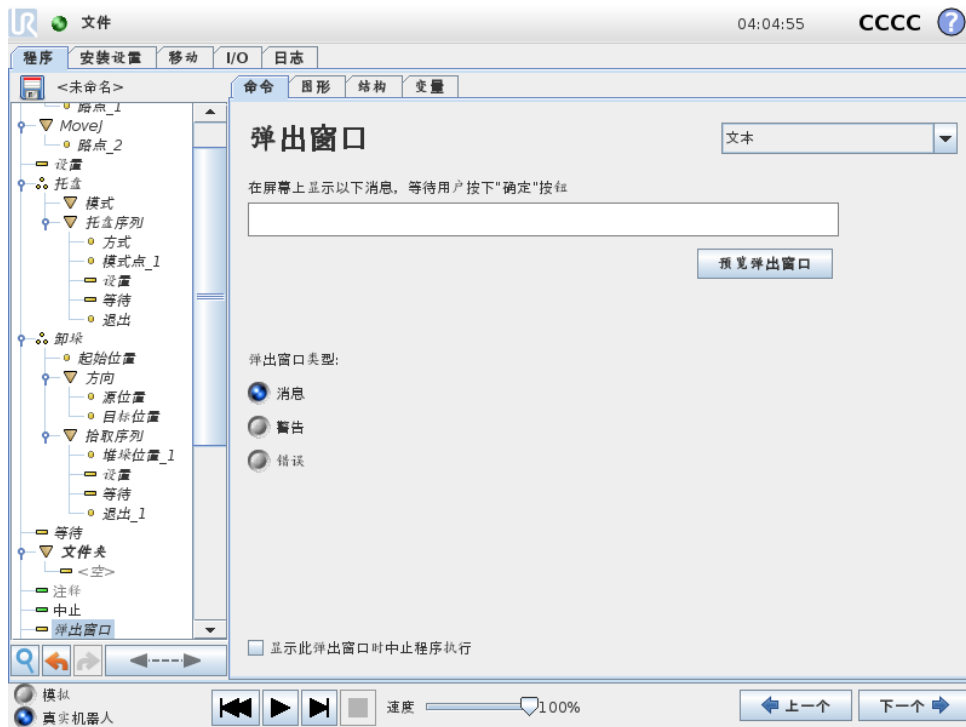 UR 文件 04:04:55 CCCC ?
程序 安装设置 移动 I/O 日志
<未命名> 命令 图形 结构 变量
路点_1
MoveJ
路点_2
设置
托盘
模式
托盘序列
方式
模式点_1
设置
等待
退出
卸垛
起始位置
方向
源位置
目标位置
拾取序列
堆垛位置_1
设置
等待
退出_1
等待
文件夹
<空>
注释
中止
弹出窗口
弹出窗口 文本
在屏幕上显示以下消息，等待用户按下"确定"按钮
预览弹出窗口
弹出窗口类型:
消息
警告
错误
显示此弹出窗口时中止程序执行
模拟
真实机器人
速度 100% 上一个 下一个